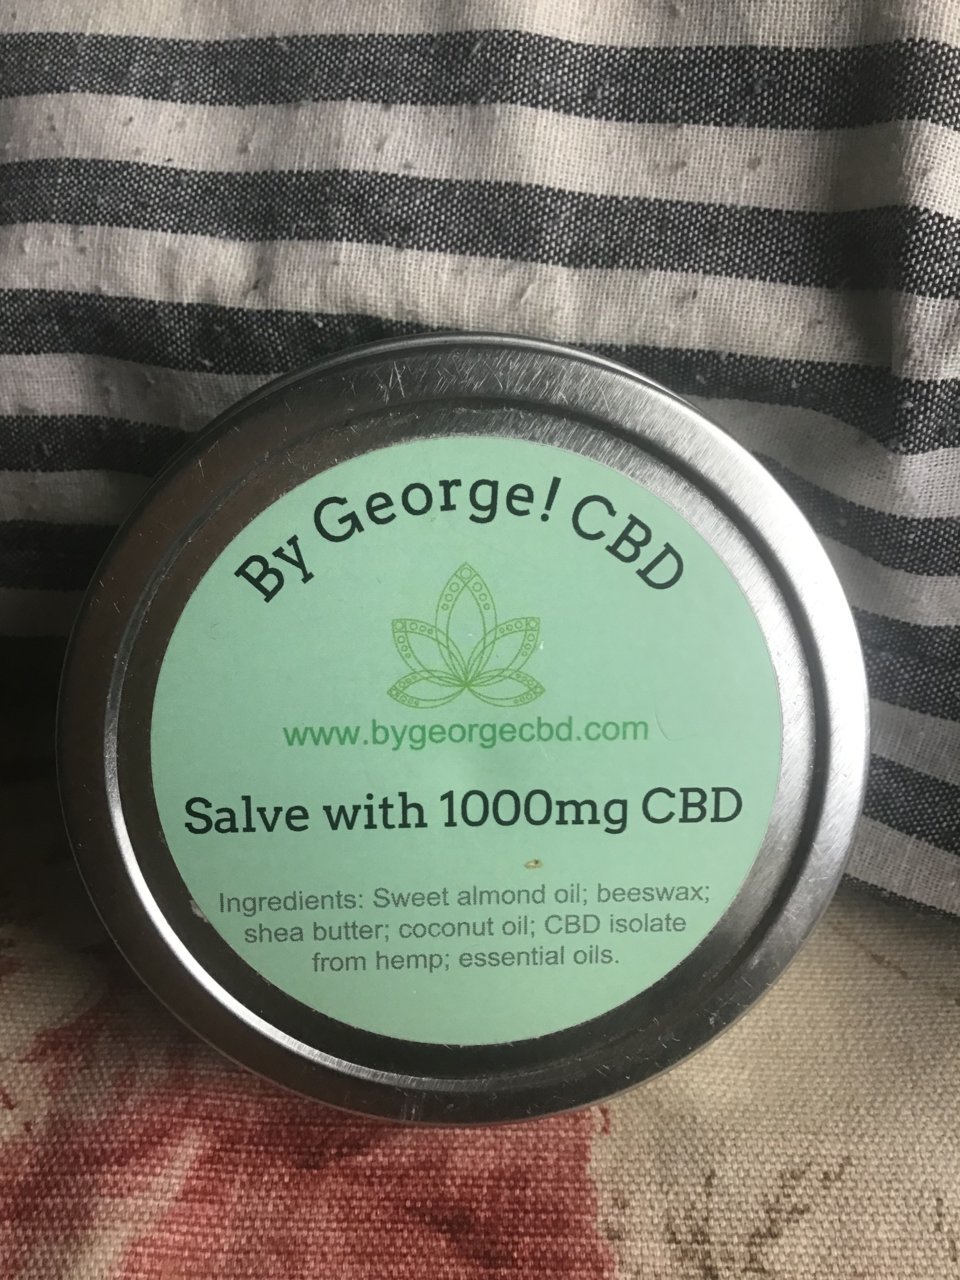 By George! CBD
www.bygeorgecbd.com
Salve with 1000mg CBD
Ingredients: Sweet almond oil; beeswax;
shea butter; coconut oil; CBD isolate
from hemp; essential oils.